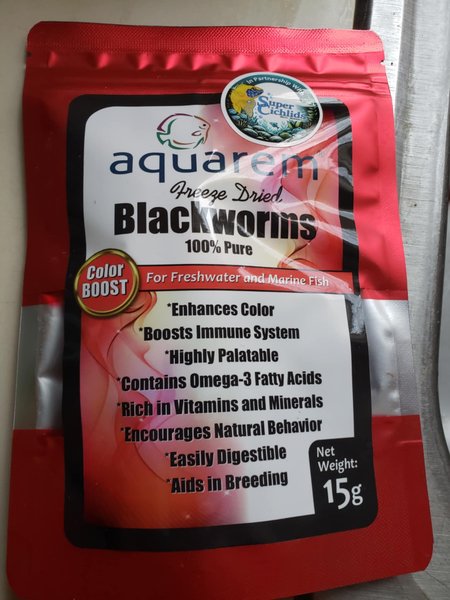 In Partnership With
Super
Cichlids
aquarem
Freeze Dried
Blackworms
100% Pure
Color
BOOST
For Freshwater and Marine Fish
*Enhances Color
*Boosts Immune System
*Highly Palatable
*Contains Omega-3 Fatty Acids
*Rich in Vitamins and Minerals
*Encourages Natural Behavior
*Easily Digestible
*Aids in Breeding
Net
Weight:
15g